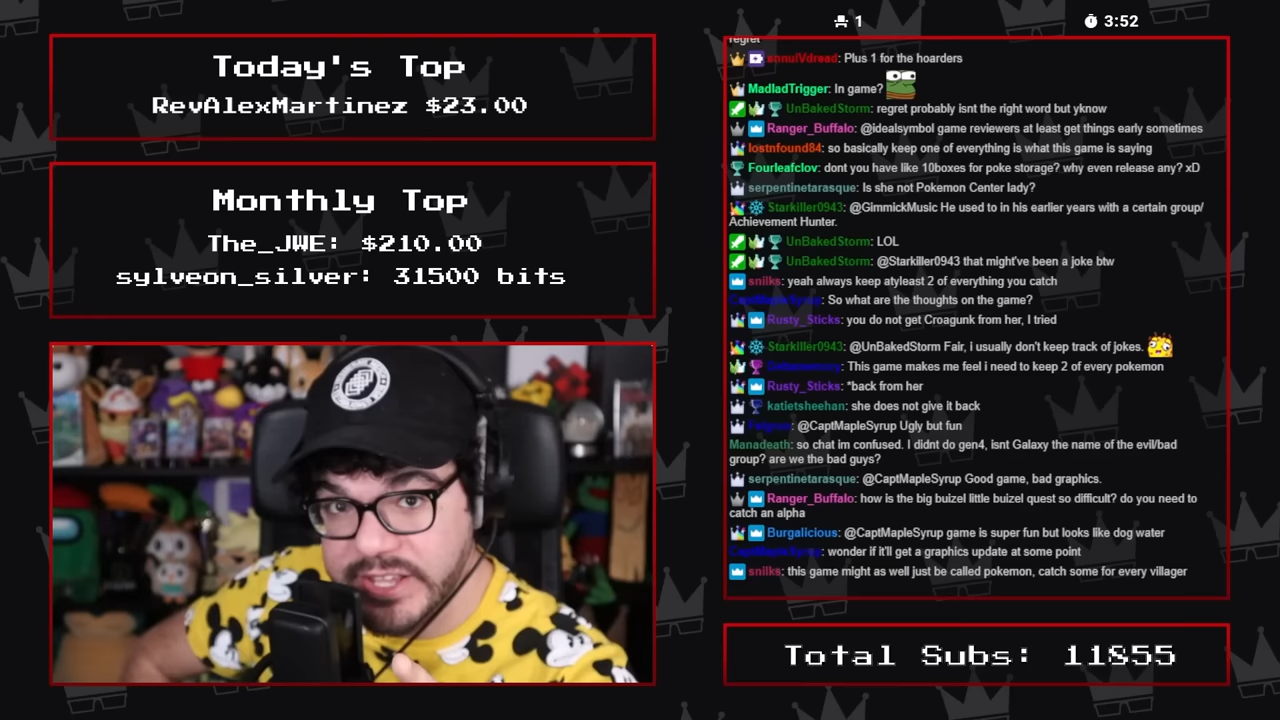 1
3:52
Today's Top
RevAlexMartinez $23.00
Monthly Top
The_JWE: $210.00
sylveon_silver: 31500 bits
regret
: Plus 1 for the hoarders
MadladTrigger: In game?
UnBakedStorm: regret probably isnt the right word but yknow
Ranger_Buffalo: @idealsymbol game reviewers at least get things early sometimes
lostnfound84: so basically keep one of everything is what this game is saying
Fourleafclov: dont you have like 10boxes for poke storage? why even release any? xD
serpentinetarasque: Is she not Pokemon Center lady?
Starkiller0943: @GimmickMusic He used to in his earlier years with a certain group/
Achievement Hunter.
UnBakedStorm: LOL
UnBakedStorm: @Starkiller0943 that might've been a joke btw
snilks: yeah always keep atyleast 2 of everything you catch
CaptMapleSyrup: So what are the thoughts on the game?
Rusty_Sticks: you do not get Croagunk from her, I tried
Starkiller0943: @UnBakedStorm Fair, i usually don't keep track of jokes.
: This game makes me feel i need to keep 2 of every pokemon
Rusty_Sticks: *back from her
katietsheehan: she does not give it back
: @CaptMapleSyrup Ugly but fun
Manadeath: so chat im confused. I didnt do gen4, isnt Galaxy the name of the evil/bad
group? are we the bad guys?
serpentinetarasque: @CaptMapleSyrup Good game, bad graphics.
Ranger_Buffalo: how is the big buizel little buizel quest so difficult? do you need to
catch an alpha
Burgalicious: @CaptMapleSyrup game is super fun but looks like dog water
CaptMapleSyrup: wonder if it'll get a graphics update at some point
snilks: this game might as well just be called pokemon, catch some for every villager
Total Subs: 11855